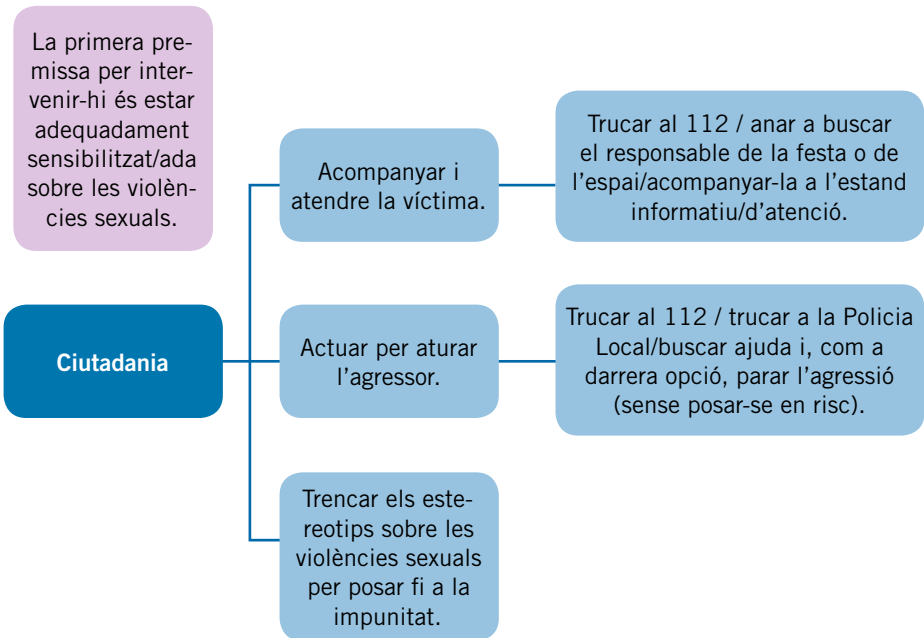 La primera pre-
missa per inter-
venir-hi és estar
adequadament
sensibilitzat/ada
sobre les violèn-
cies sexuals.
Ciutadania
Acompanyar i
atendre la víctima.
Trucar al 112 / anar a buscar
el responsable de la festa o de
l’espai/acompanyar-la a l’estand
informatiu/d’atenció.
Actuar per aturar
l’agressor.
Trucar al 112 / trucar a la Policia
Local/buscar ajuda i, com a
darrera opció, parar l’agressió
(sense posar-se en risc).
Trencar els este-
reotips sobre les
violències sexuals
per posar fi a la
impunitat.